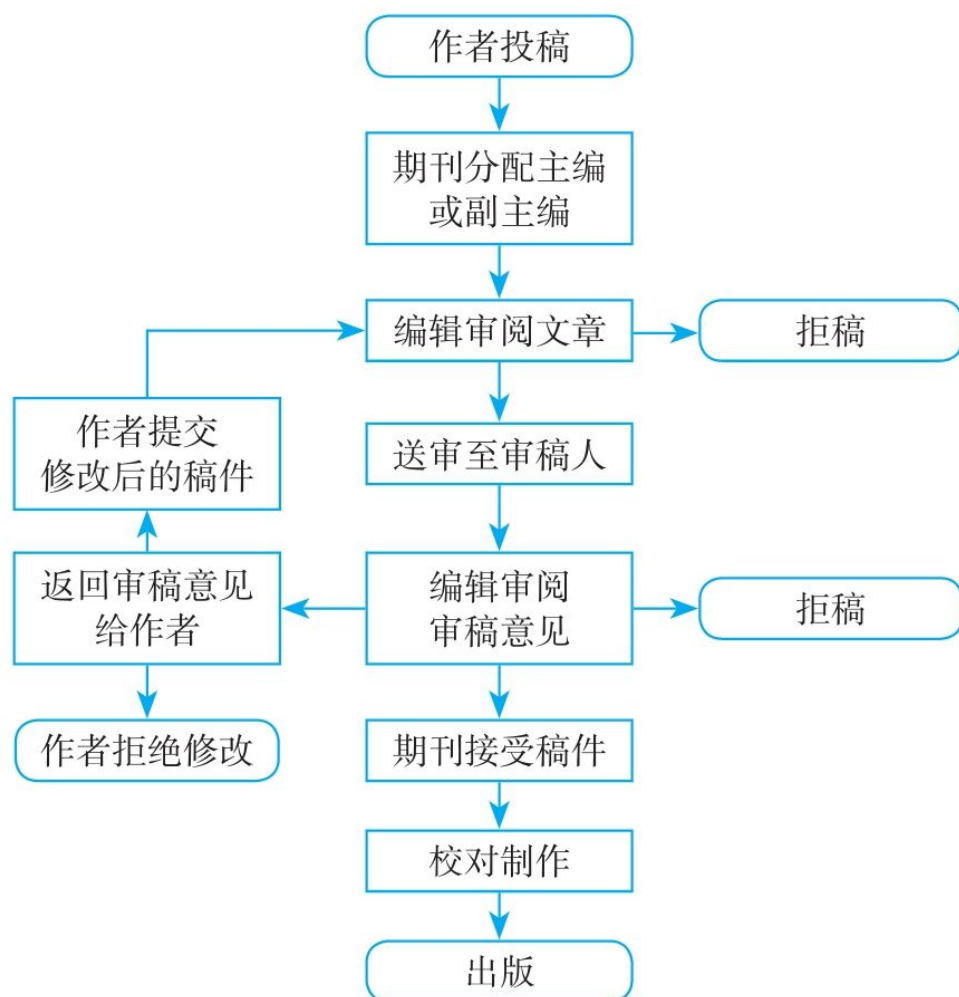 作者投稿
期刊分配主编
或副主编
编辑审阅文章
拒稿
作者提交
修改后的稿件
送审至审稿人
返回审稿意见
给作者
编辑审阅
审稿意见
拒稿
作者拒绝修改
期刊接受稿件
校对制作
出版